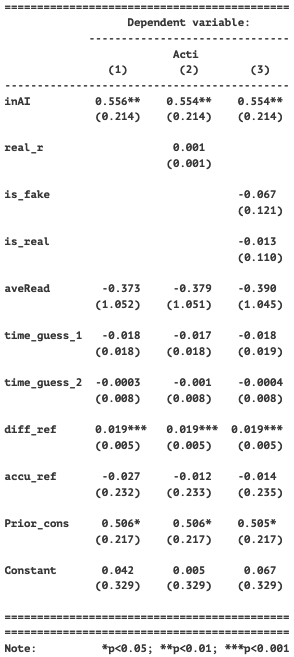 =============================================
Dependent variable:
--------------------------------
Acti
(1) (2) (3)
---------------------------------------------
inAI 0.556** 0.554** 0.554**
(0.214) (0.214) (0.214)
real_r 0.001
(0.001)
is_fake -0.067
(0.121)
is_real -0.013
(0.110)
aveRead -0.373 -0.379 -0.390
(1.052) (1.051) (1.045)
time_guess_1 -0.018 -0.017 -0.018
(0.018) (0.018) (0.019)
time_guess_2 -0.0003 -0.001 -0.0004
(0.008) (0.008) (0.008)
diff_ref 0.019*** 0.019*** 0.019***
(0.005) (0.005) (0.005)
accu_ref -0.027 -0.012 -0.014
(0.232) (0.233) (0.235)
Prior_cons 0.506* 0.506* 0.505*
(0.217) (0.217) (0.217)
Constant 0.042 0.005 0.067
(0.329) (0.329) (0.329)
=============================================
=============================================
Note: *p<0.05; **p<0.01; ***p<0.001